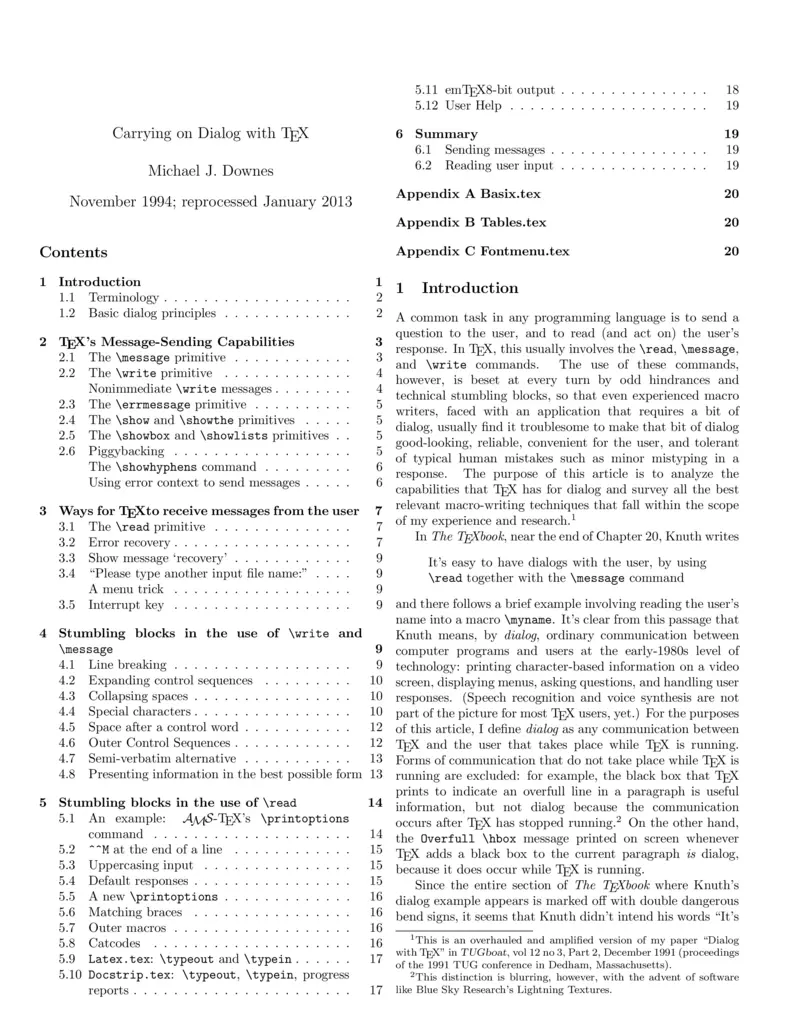 Carrying on Dialog with TEX
Michael J. Downes
November 1994; reprocessed January 2013
Contents
1 Introduction 1
1.1 Terminology . . . . . . . . . . . . . . . . . . . 2
1.2 Basic dialog principles . . . . . . . . . . . . . 2
2 TEX’s Message-Sending Capabilities 3
2.1 The \message primitive . . . . . . . . . . . . 3
2.2 The \write primitive . . . . . . . . . . . . . 4
Nonimmediate \write messages . . . . . . . . 4
2.3 The \errmessage primitive . . . . . . . . . . 5
2.4 The \show and \showthe primitives . . . . . 5
2.5 The \showbox and \showlists primitives . . 5
2.6 Piggybacking . . . . . . . . . . . . . . . . . . 5
The \showhyphens command . . . . . . . . . 6
Using error context to send messages . . . . . 6
3 Ways for TEXto receive messages from the user 7
3.1 The \read primitive . . . . . . . . . . . . . . 7
3.2 Error recovery . . . . . . . . . . . . . . . . . . 7
3.3 Show message ‘recovery’ . . . . . . . . . . . . 9
3.4 “Please type another input file name:” . . . . 9
A menu trick . . . . . . . . . . . . . . . . . . 9
3.5 Interrupt key . . . . . . . . . . . . . . . . . . 9
4 Stumbling blocks in the use of \write and
\message 9
4.1 Line breaking . . . . . . . . . . . . . . . . . . 9
4.2 Expanding control sequences . . . . . . . . . 10
4.3 Collapsing spaces . . . . . . . . . . . . . . . . 10
4.4 Special characters . . . . . . . . . . . . . . . . 10
4.5 Space after a control word . . . . . . . . . . . 12
4.6 Outer Control Sequences . . . . . . . . . . . . 12
4.7 Semi-verbatim alternative . . . . . . . . . . . 13
4.8 Presenting information in the best possible form 13
5 Stumbling blocks in the use of \read 14
5.1 An example: AMS-TEX’s \printoptions
command . . . . . . . . . . . . . . . . . . . . 14
5.2 ^^M at the end of a line . . . . . . . . . . . . 15
5.3 Uppercasing input . . . . . . . . . . . . . . . 15
5.4 Default responses . . . . . . . . . . . . . . . . 15
5.5 A new \printoptions . . . . . . . . . . . . . 16
5.6 Matching braces . . . . . . . . . . . . . . . . 16
5.7 Outer macros . . . . . . . . . . . . . . . . . . 16
5.8 Catcodes . . . . . . . . . . . . . . . . . . . . 16
5.9 Latex.tex: \typeout and \typein . . . . . . 17
5.10 Docstrip.tex: \typeout, \typein, progress
reports . . . . . . . . . . . . . . . . . . . . . . 17
5.11 emTEX8-bit output . . . . . . . . . . . . . . . 18
5.12 User Help . . . . . . . . . . . . . . . . . . . . 19
6 Summary 19
6.1 Sending messages . . . . . . . . . . . . . . . . 19
6.2 Reading user input . . . . . . . . . . . . . . . 19
Appendix A Basix.tex 20
Appendix B Tables.tex 20
Appendix C Fontmenu.tex 20
1 Introduction
A common task in any programming language is to send a
question to the user, and to read (and act on) the user’s
response. In TEX, this usually involves the \read, \message,
and \write commands. The use of these commands,
however, is beset at every turn by odd hindrances and
technical stumbling blocks, so that even experienced macro
writers, faced with an application that requires a bit of
dialog, usually find it troublesome to make that bit of dialog
good-looking, reliable, convenient for the user, and tolerant
of typical human mistakes such as minor mistyping in a
response. The purpose of this article is to analyze the
capabilities that TEX has for dialog and survey all the best
relevant macro-writing techniques that fall within the scope
of my experience and research.1
In The TEXbook, near the end of Chapter 20, Knuth writes
It’s easy to have dialogs with the user, by using
\read together with the \message command
and there follows a brief example involving reading the user’s
name into a macro \myname. It’s clear from this passage that
Knuth means, by dialog, ordinary communication between
computer programs and users at the early-1980s level of
technology: printing character-based information on a video
screen, displaying menus, asking questions, and handling user
responses. (Speech recognition and voice synthesis are not
part of the picture for most TEX users, yet.) For the purposes
of this article, I define dialog as any communication between
TEX and the user that takes place while TEX is running.
Forms of communication that do not take place while TEX is
running are excluded: for example, the black box that TEX
prints to indicate an overfull line in a paragraph is useful
information, but not dialog because the communication
occurs after TEX has stopped running.2 On the other hand,
the Overfull \hbox message printed on screen whenever
TEX adds a black box to the current paragraph is dialog,
because it does occur while TEX is running.
Since the entire section of The TEXbook where Knuth’s
dialog example appears is marked off with double dangerous
bend signs, it seems that Knuth didn’t intend his words “It’s
1This is an overhauled and amplified version of my paper “Dialog
with TEX” in TUGboat, vol 12 no 3, Part 2, December 1991 (proceedings
of the 1991 TUG conference in Dedham, Massachusetts).
2This distinction is blurring, however, with the advent of software
like Blue Sky Research’s Lightning Textures.